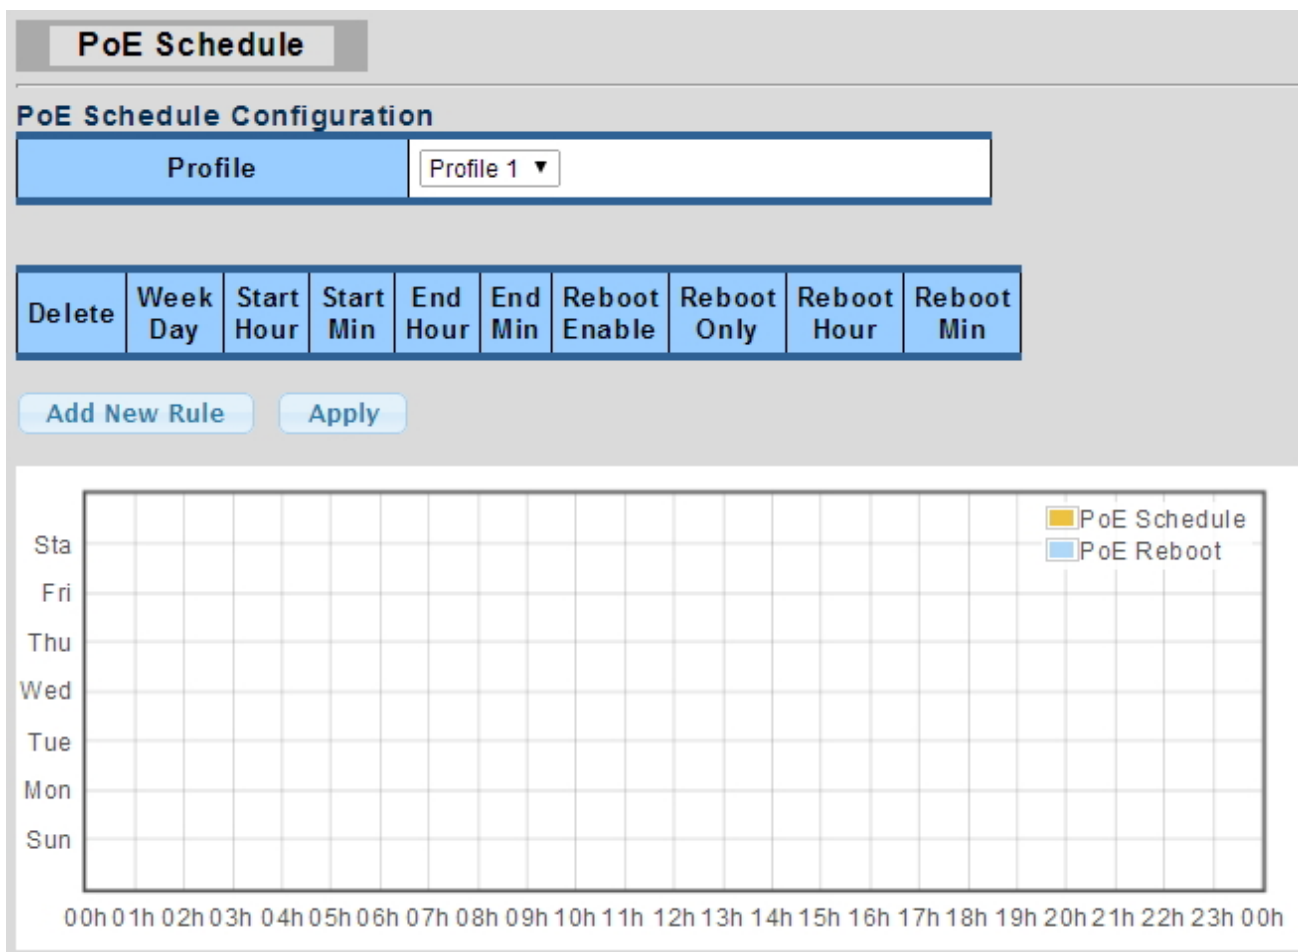 PoE Schedule
PoE Schedule Configuration
Profile Profile 1
Delete Week Day Start Hour Start Min End Hour End Min Reboot Enable Reboot Only Reboot Hour Reboot Min
Add New Rule Apply
PoE Schedule
PoE Reboot
Sta
Fri
Thu
Wed
Tue
Mon
Sun
00h 01h 02h 03h 04h 05h 06h 07h 08h 09h 10h 11h 12h 13h 14h 15h 16h 17h 18h 19h 20h 21h 22h 23h 00h